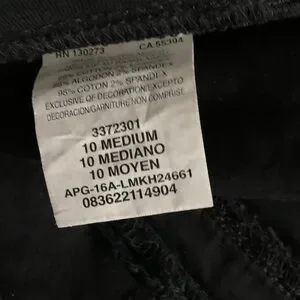 RN 130273 CA 55394
98% ALGODON 2% SPANDEX
98% COTON 2% SPANDEX
EXCLUSIVE OF DECORATION/EXCEPTO
DECORACION/GARNITURE NON COMPRISE
3372301
10 MEDIUM
10 MEDIANO
10 MOYEN
APG-16A-LMKH24661
083622114904